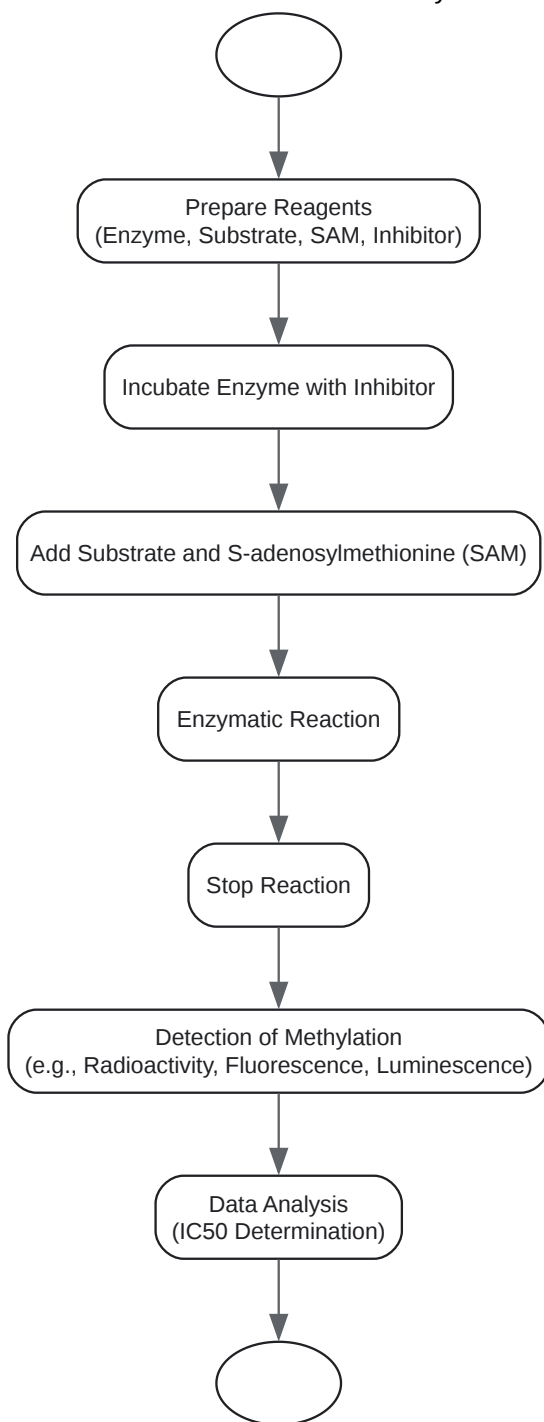 Prepare Reagents
(Enzyme, Substrate, SAM, Inhibitor)
Incubate Enzyme with Inhibitor
Add Substrate and S-adenosylmethionine (SAM)
Enzymatic Reaction
Stop Reaction
Detection of Methylation
(e.g., Radioactivity, Fluorescence, Luminescence)
Data Analysis
(IC50 Determination)